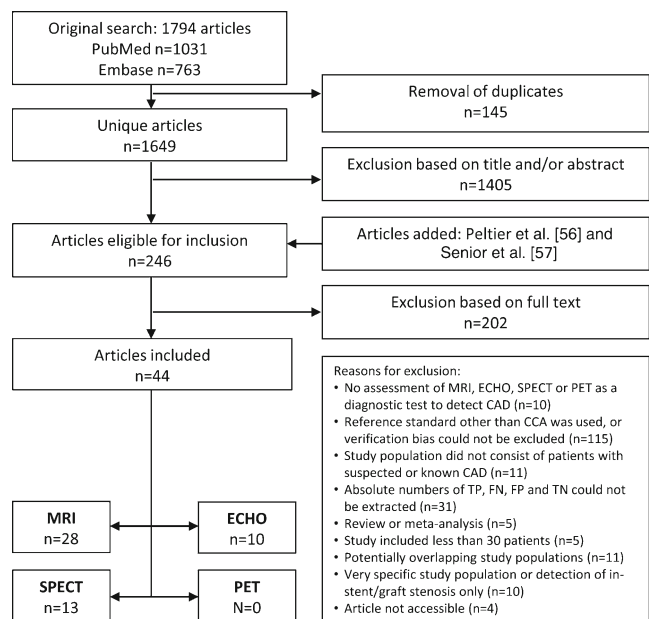 Original search: 1794 articles
PubMed n=1031
Embase n=763
Removal of duplicates
n=145
Unique articles
n=1649
Exclusion based on title and/or abstract
n=1405
Articles eligible for inclusion
n=246
Articles added: Peltier et al. [56] and
Senior et al. [57]
Exclusion based on full text
n=202
Articles included
n=44
Reasons for exclusion:
• No assessment of MRI, ECHO, SPECT or PET as a
diagnostic test to detect CAD (n=10)
• Reference standard other than CCA was used, or
verification bias could not be excluded (n=115)
• Study population did not consist of patients with
suspected or known CAD (n=11)
• Absolute numbers of TP, FN, FP and TN could not
be extracted (n=31)
• Review or meta-analysis (n=5)
• Study included less than 30 patients (n=5)
• Potentially overlapping study populations (n=11)
• Very specific study population or detection of in-
stent/graft stenosis only (n=10)
• Article not accessible (n=4)
MRI
n=28
ECHO
n=10
SPECT
n=13
PET
N=0